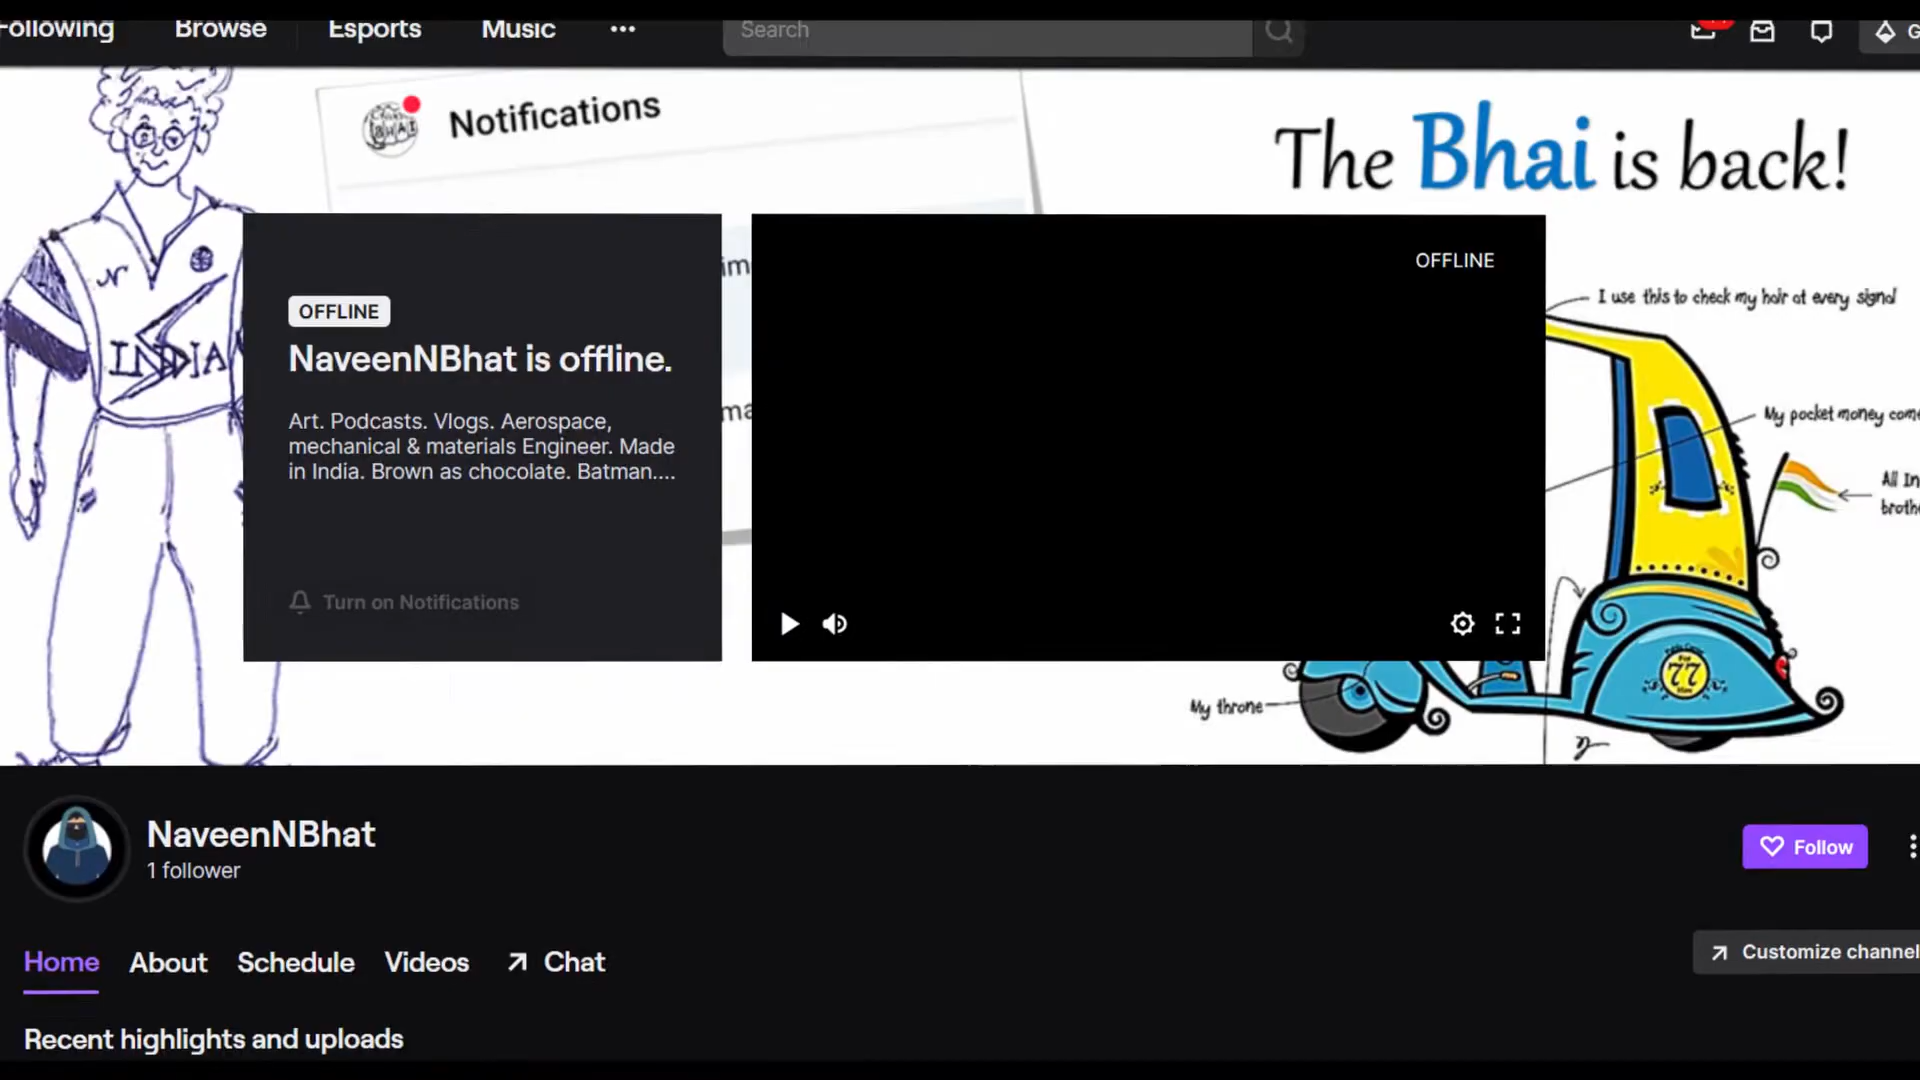 Following Browse Esports Music ••• Search
Notifications
The Bhai is back!
N
INDIA
OFFLINE
NaveenNBhat is offline.
Art. Podcasts. Vlogs. Aerospace,
mechanical & materials Engineer. Made
in India. Brown as chocolate. Batman....
Turn on Notifications
OFFLINE
I use this to check my hair at every signal
My pocket money
All
My throne
77
NaveenNBhat
1 follower
Follow
Home About Schedule Videos Chat
Customize channel
Recent highlights and uploads